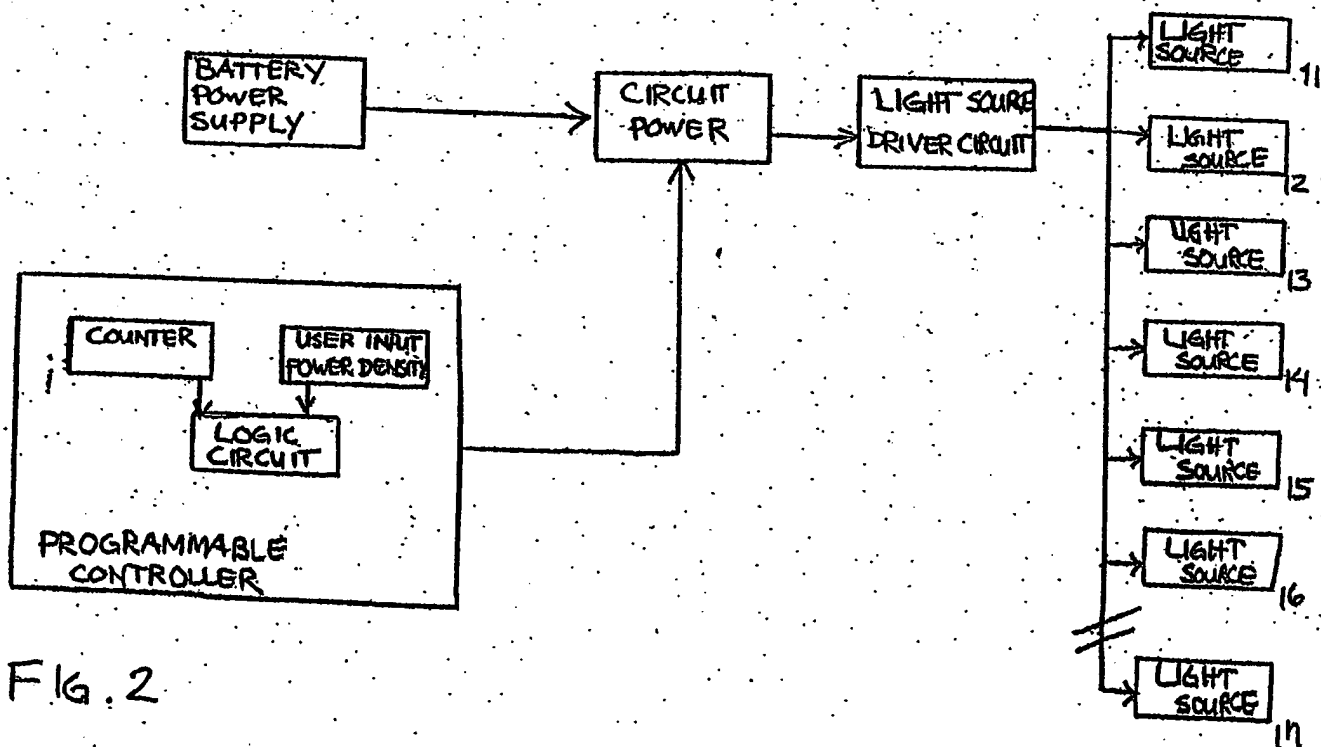 BATTERY
POWER
SUPPLY
CIRCUIT
POWER
LIGHT SOURE
DRIVER CIRCUIT
LIGHT
SOURCE
11
LIGHT
SOURCE
12
LIGHT
SOURCE
13
LIGHT
SOURCE
14
LIGHT
SOURCE
15
LIGHT
SOURCE
16
LIGHT
SOURCE
1n
COUNTER
i
USER INPUT
POWER DENSITY
LOGIC
CIRCUIT
PROGRAMMABLE
CONTROLLER
FIG. 2